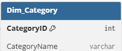 Dim_Category
CategoryID int
CategoryName varchar